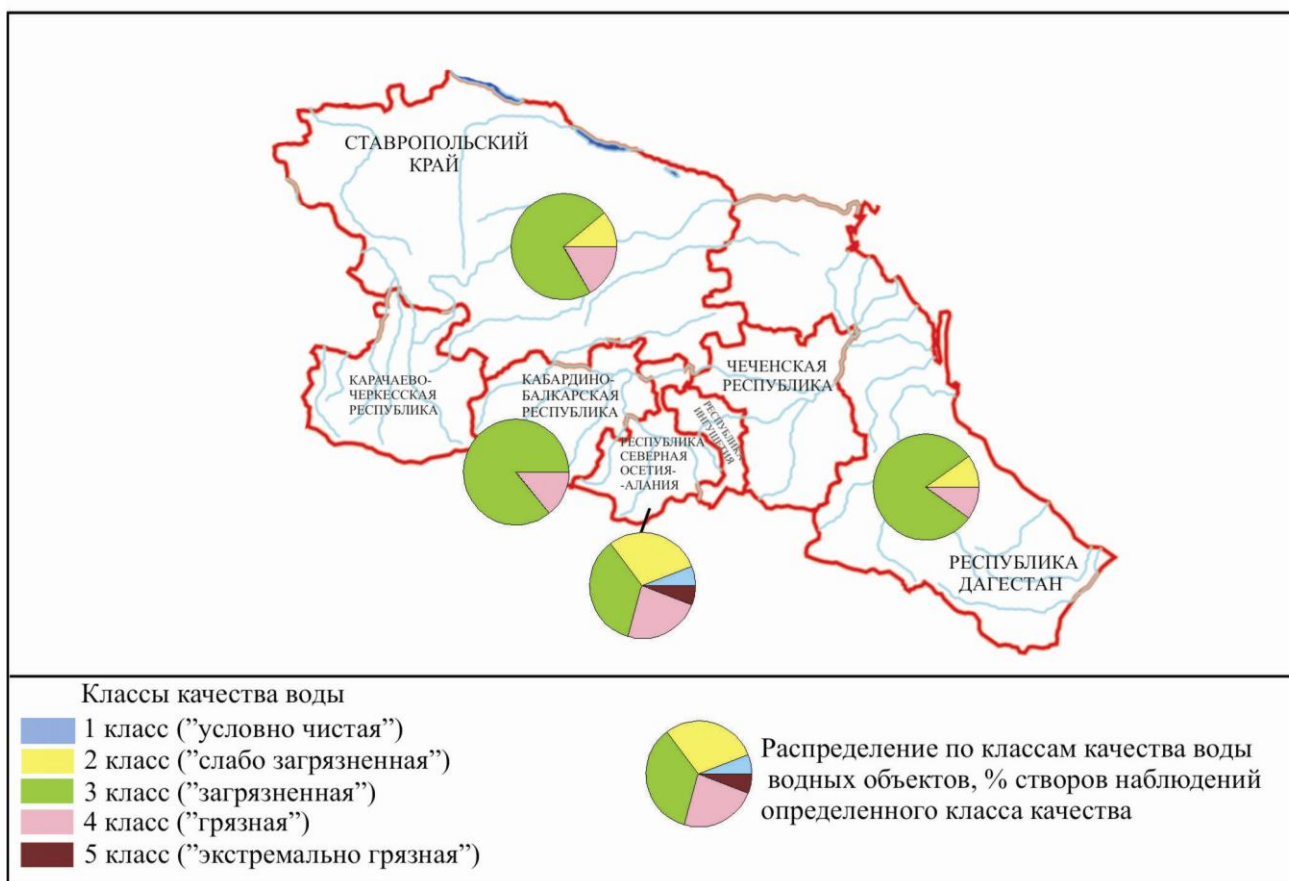 СТАВРОПОЛЬСКИЙ
КРАЙ
КАРАЧАЕВО-
ЧЕРКЕССКАЯ
РЕСПУБЛИКА
КАБАРДИНО-
БАЛКАРСКАЯ
РЕСПУБЛИКА
РЕСПУБЛИКА
СЕВЕРНАЯ
ОСЕТИЯ-
-АЛАНИЯ
РЕСПУБЛИКА
ИНГУШЕТИЯ
ЧЕЧЕНСКАЯ
РЕСПУБЛИКА
РЕСПУБЛИКА
ДАГЕСТАН
Классы качества воды
1 класс ("условно чистая")
2 класс ("слабо загрязненная")
3 класс ("загрязненная")
4 класс ("грязная")
5 класс ("экстремально грязная")
Распределение по классам качества воды
водных объектов, % створов наблюдений
определенного класса качества